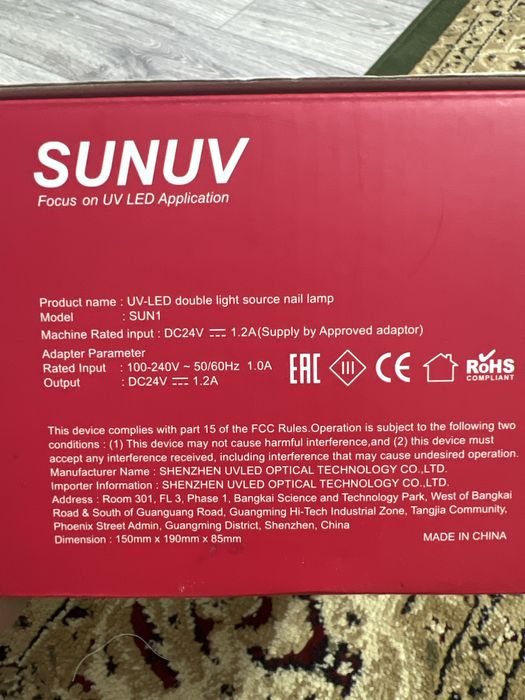 SUNUV
Focus on UV LED Application
Product name : UV-LED double light source nail lamp
Model : SUN1
Machine Rated input : DC24V ⎓ 1.2A(Supply by Approved adaptor)
Adapter Parameter
Rated Input : 100-240V ~ 50/60Hz 1.0A
Output : DC24V ⎓ 1.2A
EAC III CE RoHS
COMPLIANT
This device complies with part 15 of the FCC Rules.Operation is subject to the following two
conditions : (1) This device may not cause harmful interference,and (2) this device must
accept any interference received, including interference that may cause undesired operation.
Manufacturer Name : SHENZHEN UVLED OPTICAL TECHNOLOGY CO.,LTD.
Importer Information : SHENZHEN UVLED OPTICAL TECHNOLOGY CO.,LTD.
Address : Room 301, FL 3, Phase 1, Bangkai Science and Technology Park, West of Bangkai
Road & South of Guanguang Road, Guangming Hi-Tech Industrial Zone, Tangjia Community,
Phoenix Street Admin, Guangming District, Shenzhen, China
Dimension : 150mm x 190mm x 85mm MADE IN CHINA